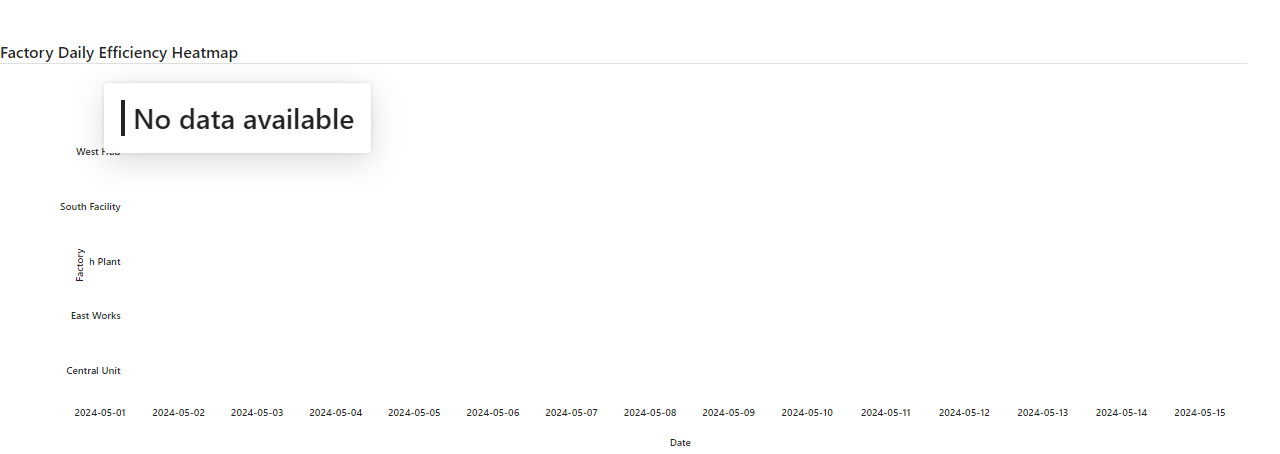 Factory Daily Efficiency Heatmap
No data available
West
South Facility
Factory
h Plant
East Works
Central Unit
2024-05-01 2024-05-02 2024-05-03 2024-05-04 2024-05-05 2024-05-06 2024-05-07 2024-05-08 2024-05-09 2024-05-10 2024-05-11 2024-05-12 2024-05-13 2024-05-14 2024-05-15
Date